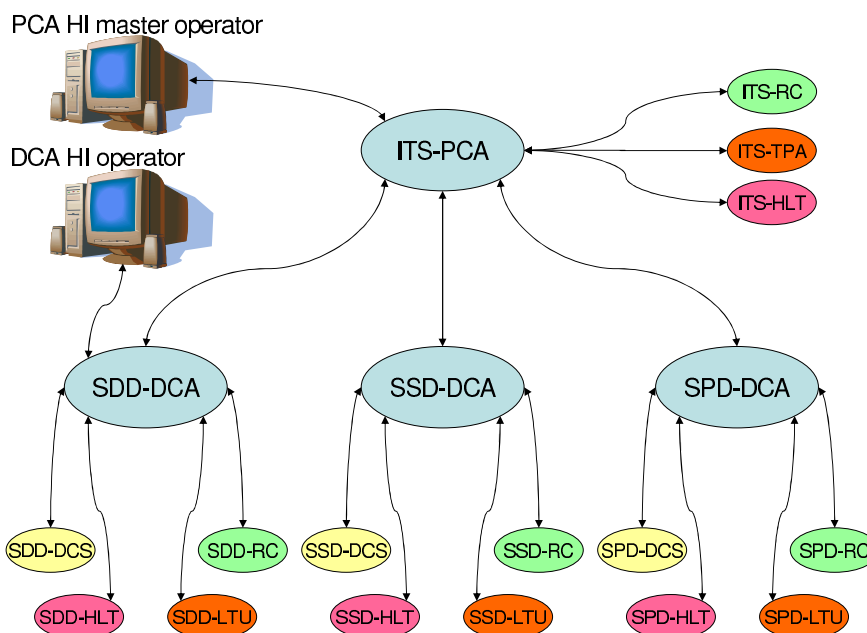 PCA HI master operator
ITS-RC
ITS-PCA
ITS-TPA
DCA HI operator
ITS-HLT
SDD-DCA
SSD-DCA
SPD-DCA
SDD-DCS
SDD-RC
SSD-DCS
SSD-RC
SPD-DCS
SPD-RC
SDD-HLT
SDD-LTU
SSD-HLT
SSD-LTU
SPD-HLT
SPD-LTU